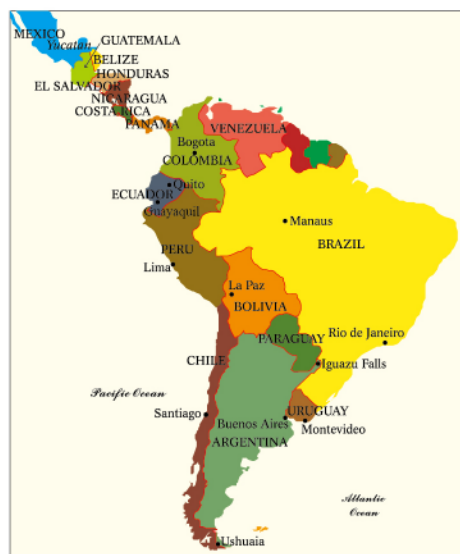 MEXICO
Yucatan
GUATEMALA
BELIZE
HONDURAS
EL SALVADOR
NICARAGUA
COSTA RICA
PANAMA
VENEZUELA
Bogota
COLOMBIA
Quito
ECUADOR
Guayaquil
Manaus
BRAZIL
PERU
Lima
La Paz
BOLIVIA
Rio de Janeiro
PARAGUAY
CHILE
Iguazu Falls
Pacific Ocean
Santiago
URUGUAY
Buenos Aires
Montevideo
ARGENTINA
Atlantic
Ocean
Ushuaia